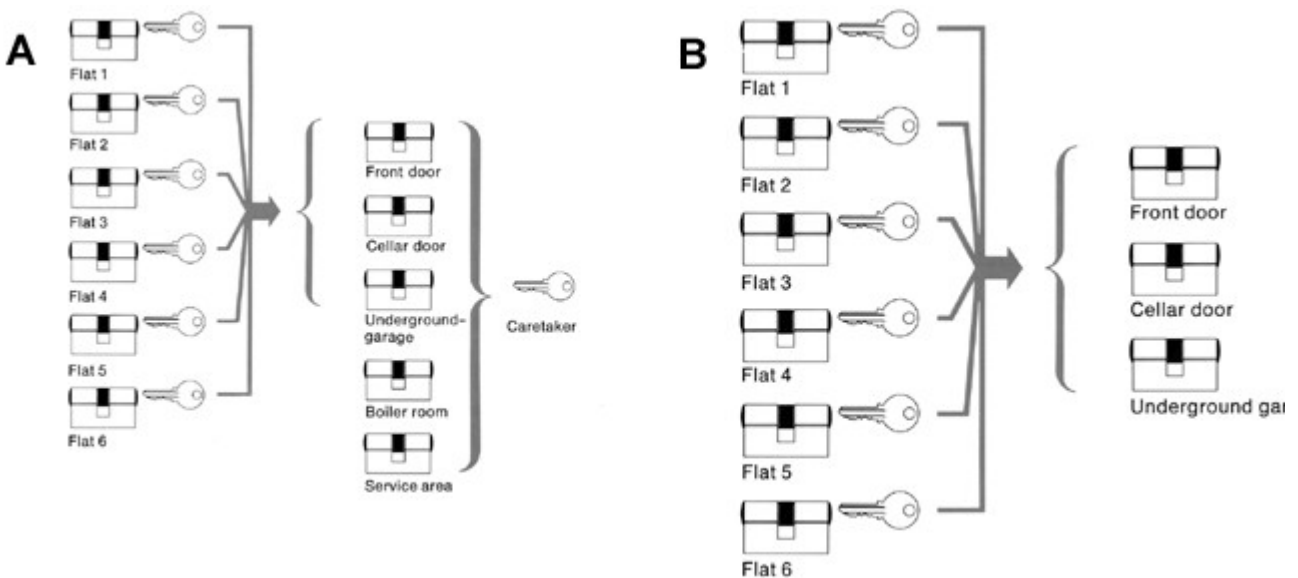 A
Flat 1
Flat 2
Flat 3
Flat 4
Flat 5
Flat 6
Front door
Cellar door
Underground-
garage
Boiler room
Service area
Caretaker
B
Flat 1
Flat 2
Flat 3
Flat 4
Flat 5
Flat 6
Front door
Cellar door
Underground gar